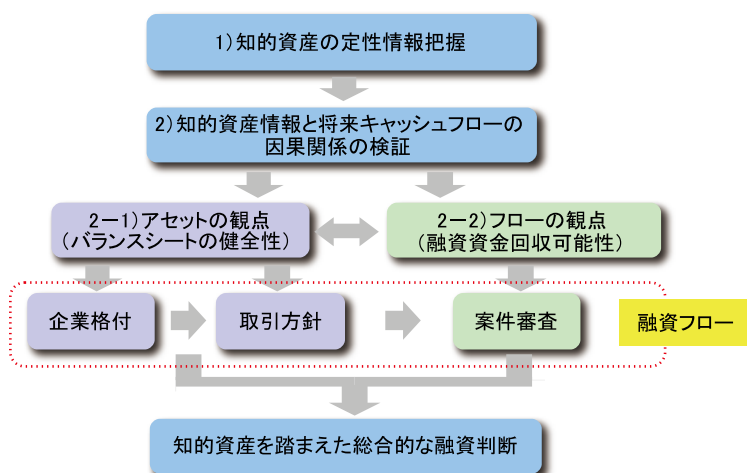 1)知的資産の定性情報把握
2)知的資産情報と将来キャッシュフローの
因果関係の検証
2－1)アセットの観点
(バランスシートの健全性)
2－2)フローの観点
(融資資金回収可能性)
企業格付
取引方針
案件審査
融資フロー
知的資産を踏まえた総合的な融資判断